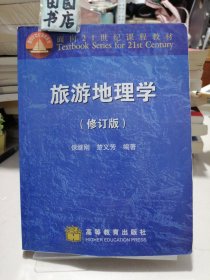 国店
面向21世纪课程教材
Textbook Series for 21st Century
旅游地理学
(修订版)
保继刚 楚义芳 编著
高等教育出版社
HIGHER EDUCATION PRESS